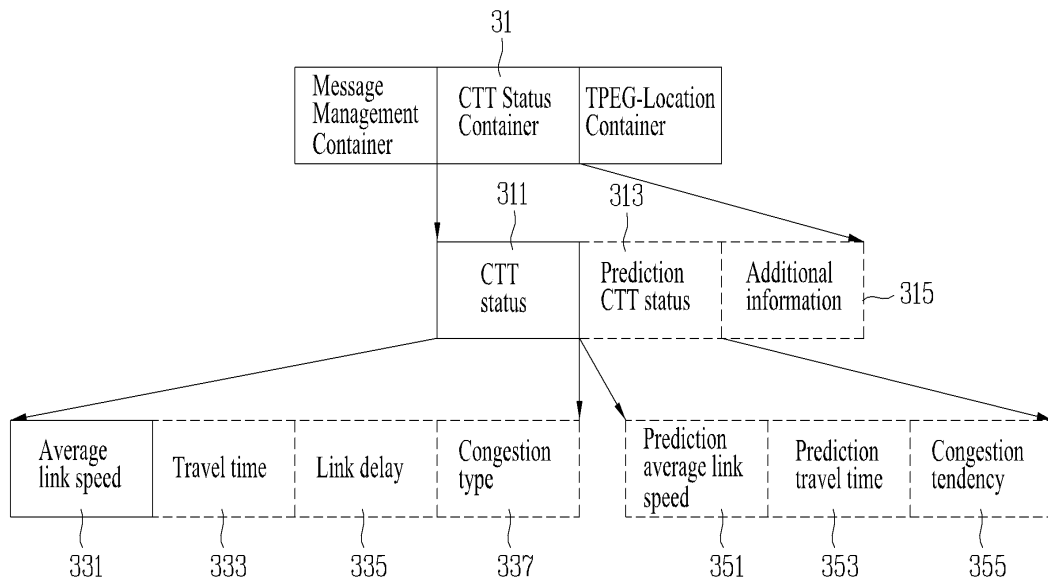 31
Message
Management
Container
CTT Status
Container
TPEG-Location
Container
311
313
CTT
status
Prediction
CTT status
Additional
information
315
Average
link speed
Travel time
Link delay
Congestion
type
Prediction
average link
speed
Prediction
travel time
Congestion
tendency
331
333
335
337
351
353
355